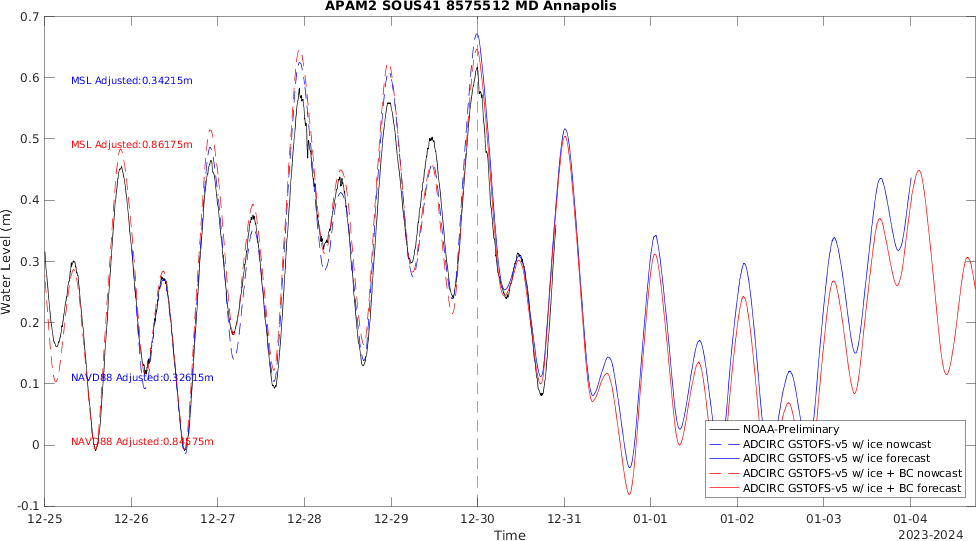 APAM2 SOUS41 8575512 MD Annapolis
0.7
0.6
0.5
0.4
0.3
0.2
0.1
0
-0.1
Water Level (m)
MSL Adjusted:0.34215m
MSL Adjusted:0.86175m
NAVD88 Adjusted:0.32615m
NAVD88 Adjusted:0.84575m
NOAA-Preliminary
ADCIRC GSTOFS-v5 w/ ice nowcast
ADCIRC GSTOFS-v5 w/ ice forecast
ADCIRC GSTOFS-v5 w/ ice + BC nowcast
ADCIRC GSTOFS-v5 w/ ice + BC forecast
12-25 12-26 12-27 12-28 12-29 12-30 12-31 01-01 01-02 01-03 01-04
Time
2023-2024